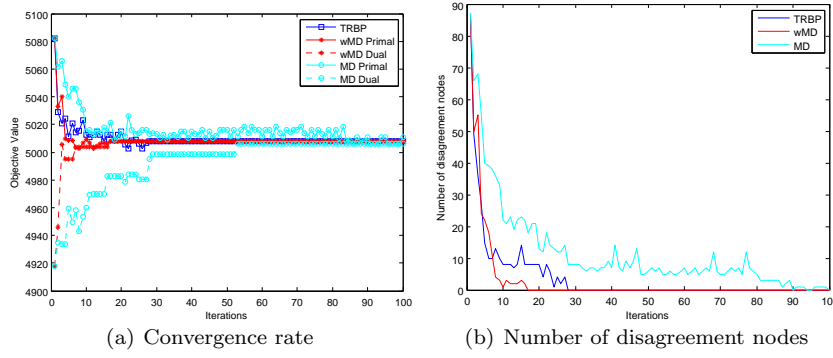 5100
5080
5060
5040
5020
5000
4980
4960
4940
4920
4900
Objective Value
0 10 20 30 40 50 60 70 80 90 100
Iterations
TRBP
wMD Primal
wMD Dual
MD Primal
MD Dual
(a) Convergence rate
90
80
70
60
50
40
30
20
10
0
Number of disagreement nodes
0 10 20 30 40 50 60 70 80 90 100
Iterations
TRBP
wMD
MD
(b) Number of disagreement nodes